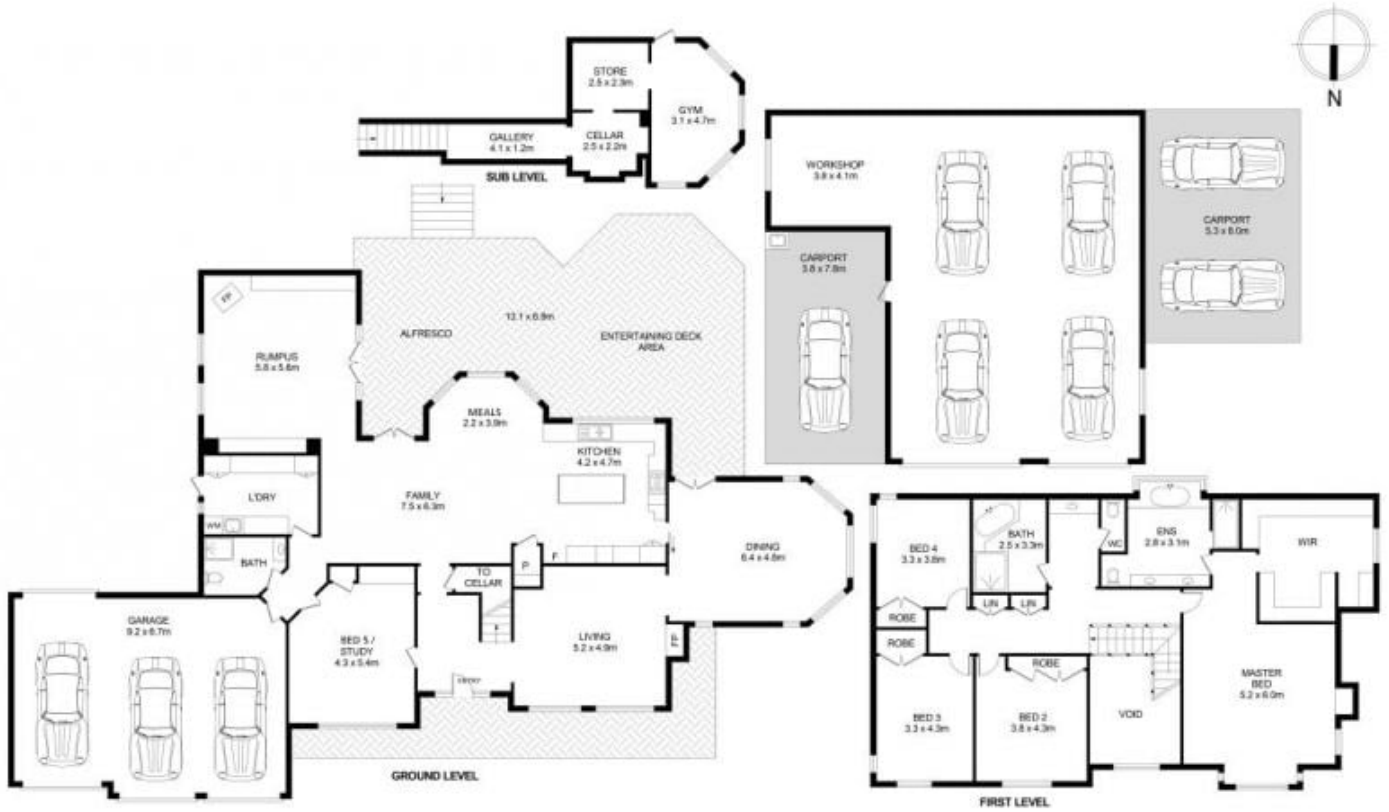 N
STORE
2.5 x 2.3m
GYM
3.1 x 4.7m
GALLERY
4.1 x 1.2m
CELLAR
2.5 x 2.2m
SUB LEVEL
WORKSHOP
3.8 x 4.1m
CARPORT
5.3 x 6.0m
CARPORT
3.8 x 7.8m
FP
RUMPUS
5.8 x 5.6m
ALFRESCO
13.1 x 6.9m
ENTERTAINING DECK
AREA
MEALS
2.2 x 3.9m
KITCHEN
4.2 x 4.7m
L'DRY
WM
FAMILY
7.5 x 6.3m
BATH
TO
CELLAR
P
F
DINING
6.4 x 4.8m
GARAGE
9.2 x 6.7m
BED 5 /
STUDY
4.3 x 5.4m
LIVING
5.2 x 4.9m
FP
ENTRY
GROUND LEVEL
BED 4
3.3 x 3.8m
BATH
2.5 x 3.3m
WC
ENS
2.8 x 3.1m
WIR
LIN
LIN
ROBE
ROBE
ROBE
MASTER
BED
5.2 x 6.0m
BED 3
3.3 x 4.3m
BED 2
3.8 x 4.3m
VOID
FIRST LEVEL